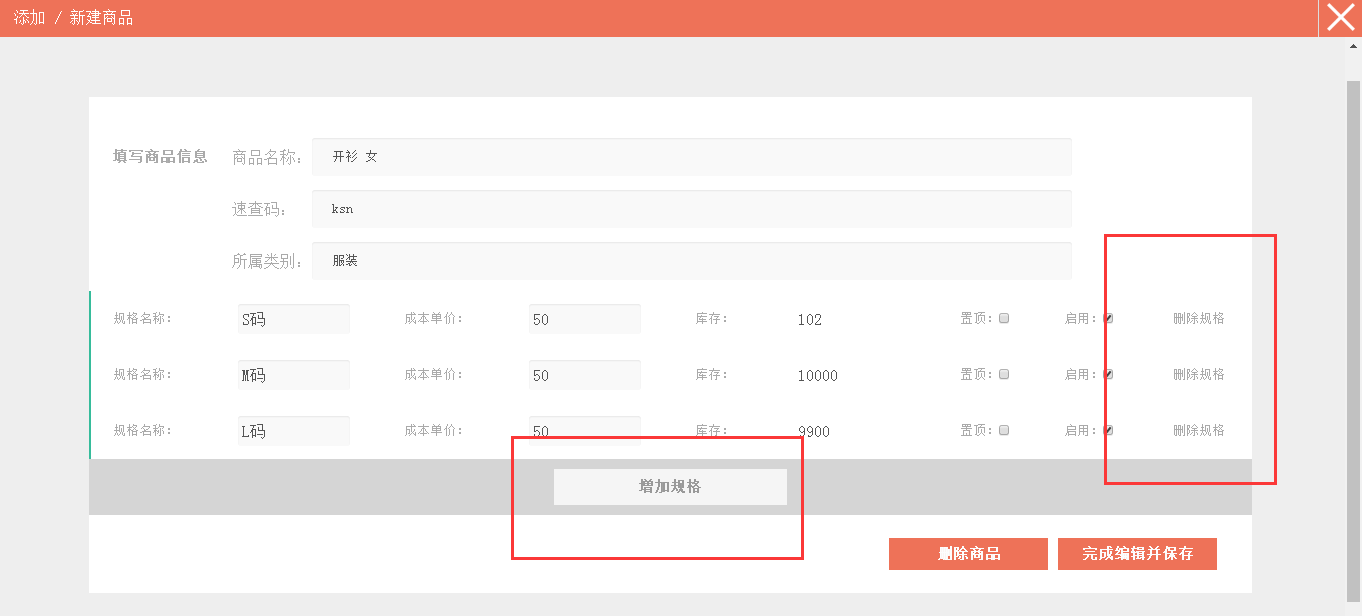 添加 / 新建商品
填写商品信息 商品名称: 开衫 女
速查码: ksn
所属类别: 服装
规格名称: S码 成本单价: 50 库存: 102 置顶: 启用: 删除规格
规格名称: M码 成本单价: 50 库存: 10000 置顶: 启用: 删除规格
规格名称: L码 成本单价: 50 库存: 9900 置顶: 启用: 删除规格
增加规格
删除商品 完成编辑并保存